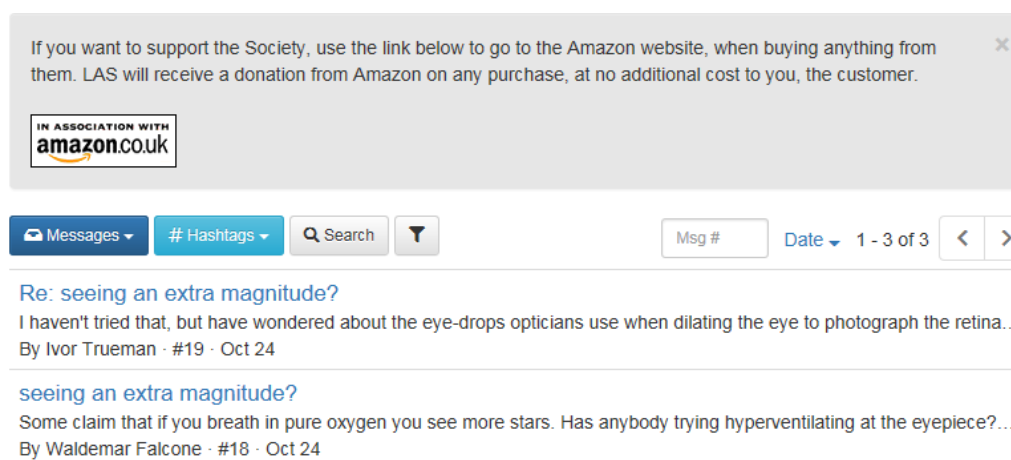 If you want to support the Society, use the link below to go to the Amazon website, when buying anything from
them. LAS will receive a donation from Amazon on any purchase, at no additional cost to you, the customer.
IN ASSOCIATION WITH
amazon.co.uk
Messages
# Hashtags
Search
Msg #
Date
1 - 3 of 3
Re: seeing an extra magnitude?
I haven't tried that, but have wondered about the eye-drops opticians use when dilating the eye to photograph the retina..
By Ivor Trueman · #19 · Oct 24
seeing an extra magnitude?
Some claim that if you breath in pure oxygen you see more stars. Has anybody trying hyperventilating at the eyepiece?...
By Waldemar Falcone · #18 · Oct 24